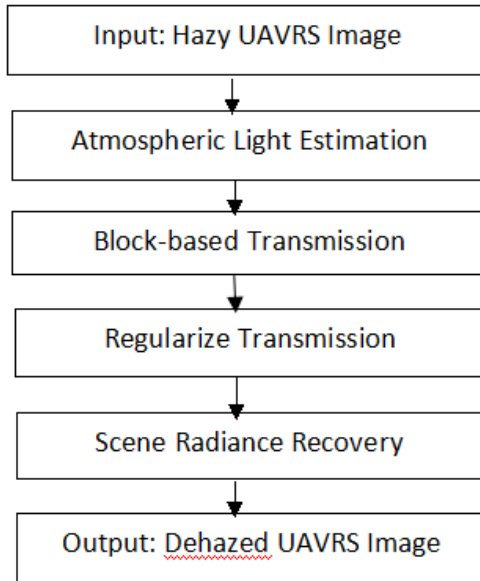 Input: Hazy UAVRS Image
Atmospheric Light Estimation
Block-based Transmission
Regularize Transmission
Scene Radiance Recovery
Output: Dehazed UAVRS Image